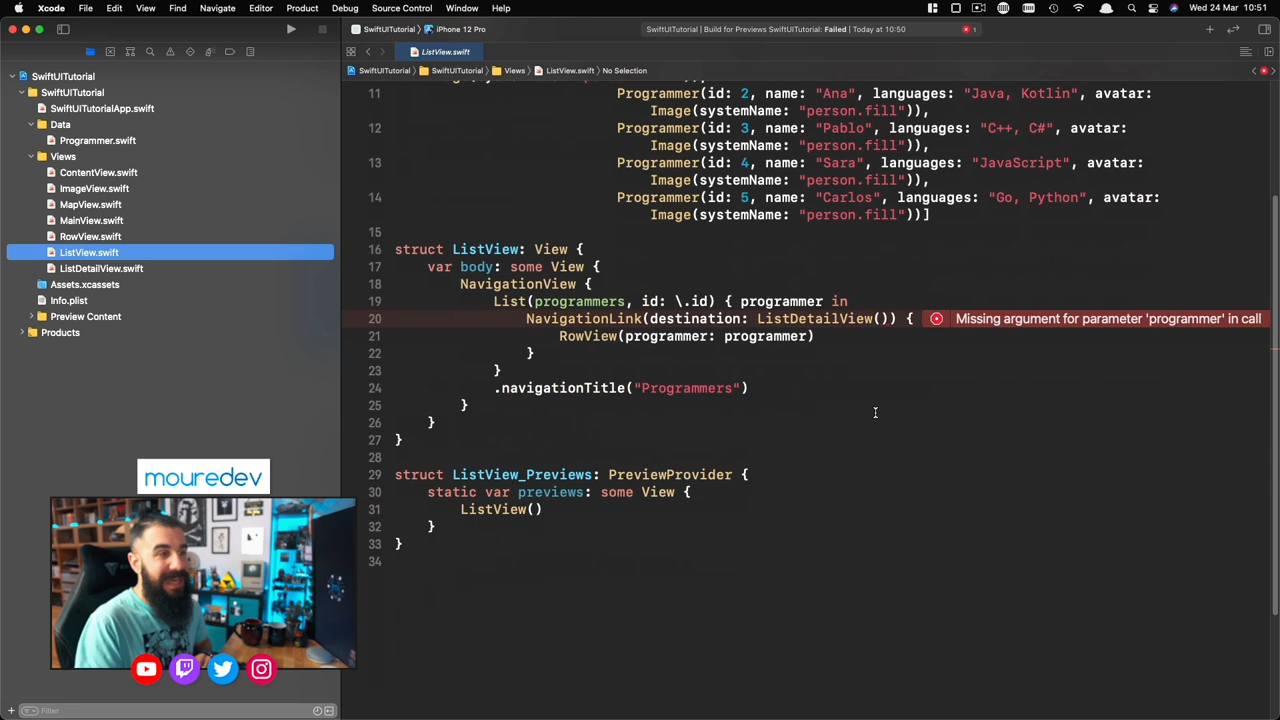 Xcode File Edit View Find Navigate Editor Product Debug Source Control Window Help Wed 24 Mar 10:51
SwiftUITutorial iPhone 12 Pro SwiftUITutorial | Build for Previews SwiftUITutorial: Failed | Today at 10:50 1
ListView.swift
SwiftUITutorial SwiftUITutorial Views ListView.swift No Selection
SwiftUITutorial
SwiftUITutorial
SwiftUITutorialApp.swift
Data
Programmer.swift
Views
ContentView.swift
ImageView.swift
MapView.swift
MainView.swift
RowView.swift
ListView.swift
ListDetailView.swift
Assets.xcassets
Info.plist
Preview Content
Products
11 Programmer(id: 2, name: "Ana", languages: "Java, Kotlin", avatar:
Image(systemName: "person.fill")),
12 Programmer(id: 3, name: "Pablo", languages: "C++, C#", avatar:
Image(systemName: "person.fill")),
13 Programmer(id: 4, name: "Sara", languages: "JavaScript", avatar:
Image(systemName: "person.fill")),
14 Programmer(id: 5, name: "Carlos", languages: "Go, Python", avatar:
Image(systemName: "person.fill"))]
15
16 struct ListView: View {
17 var body: some View {
18 NavigationView {
19 List(programmers, id: \.id) { programmer in
20 NavigationLink(destination: ListDetailView()) { Missing argument for parameter 'programmer' in call
21 RowView(programmer: programmer)
22 }
23 }
24 .navigationTitle("Programmers")
25 }
26 }
27 }
28
29 struct ListView_Previews: PreviewProvider {
30 static var previews: some View {
31 ListView()
32 }
33 }
34
mouredev
Filter